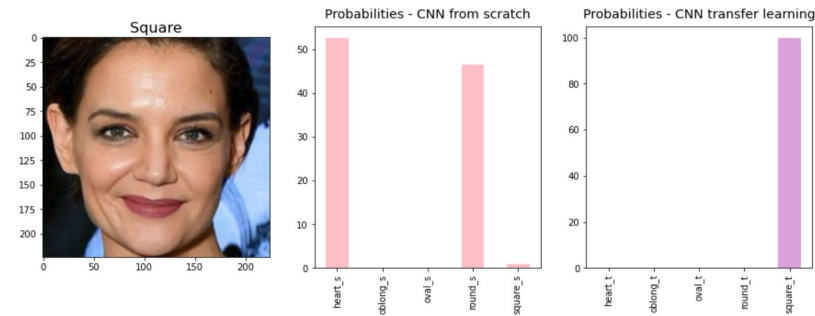 Square
0
25
50
75
100
125
150
175
200
0 50 100 150 200
Probabilities - CNN from scratch
50
40
30
20
10
0
heart_s
oblong_s
oval_s
round_s
square_s
Probabilities - CNN transfer learning
100
80
60
40
20
0
heart_t
oblong_t
oval_t
round_t
square_t